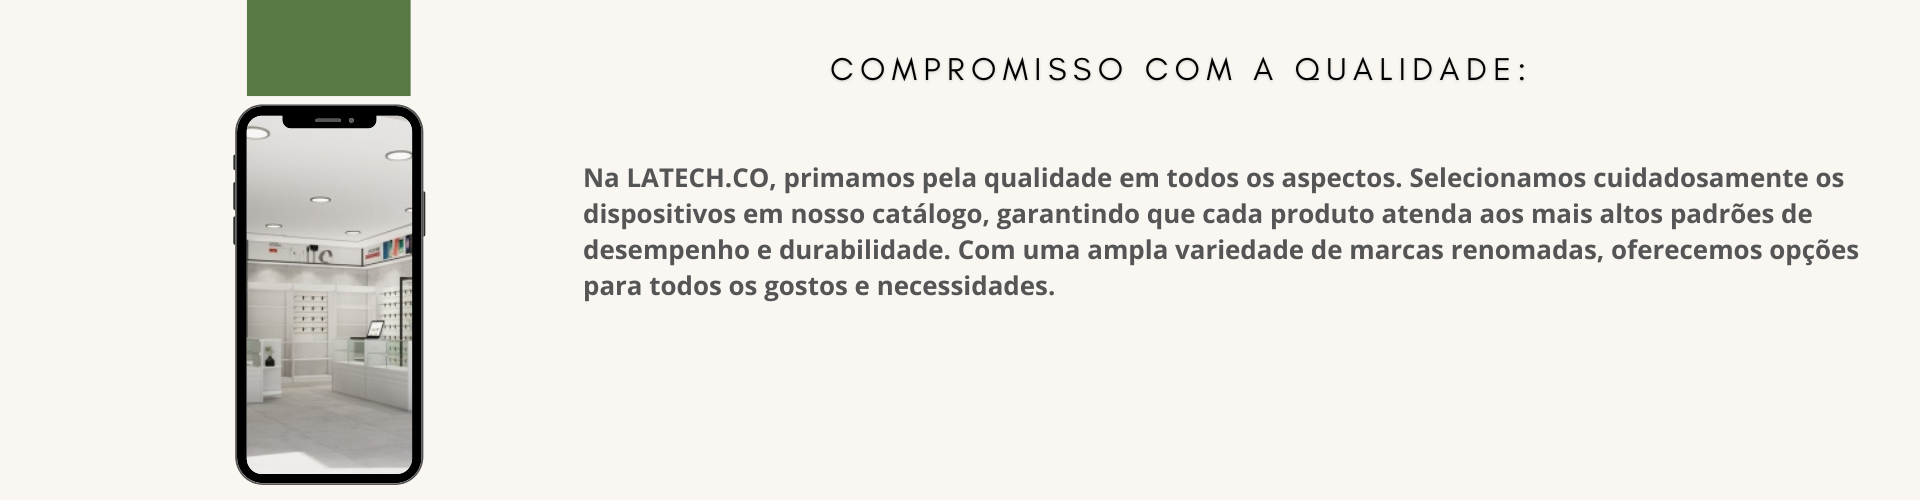 COMPROMISSO COM A QUALIDADE:
Na LATECH.CO, primamos pela qualidade em todos os aspectos. Selecionamos cuidadosamente os
dispositivos em nosso catálogo, garantindo que cada produto atenda aos mais altos padrões de
desempenho e durabilidade. Com uma ampla variedade de marcas renomadas, oferecemos opções
para todos os gostos e necessidades.